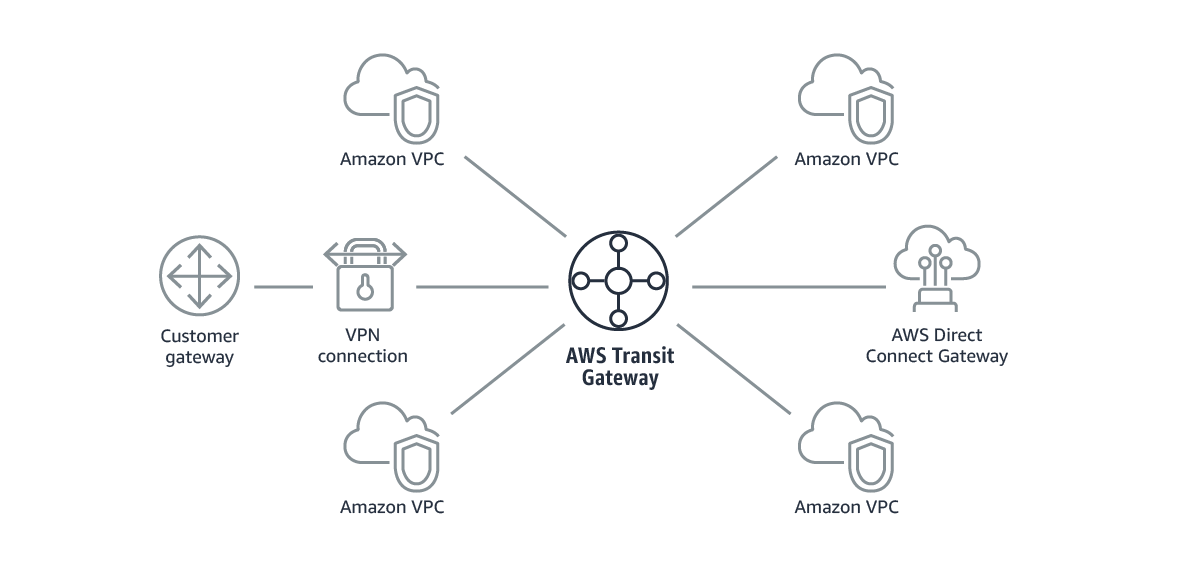 Amazon VPC
Amazon VPC
Customer
gateway
VPN
connection
AWS Transit
Gateway
AWS Direct
Connect Gateway
Amazon VPC
Amazon VPC